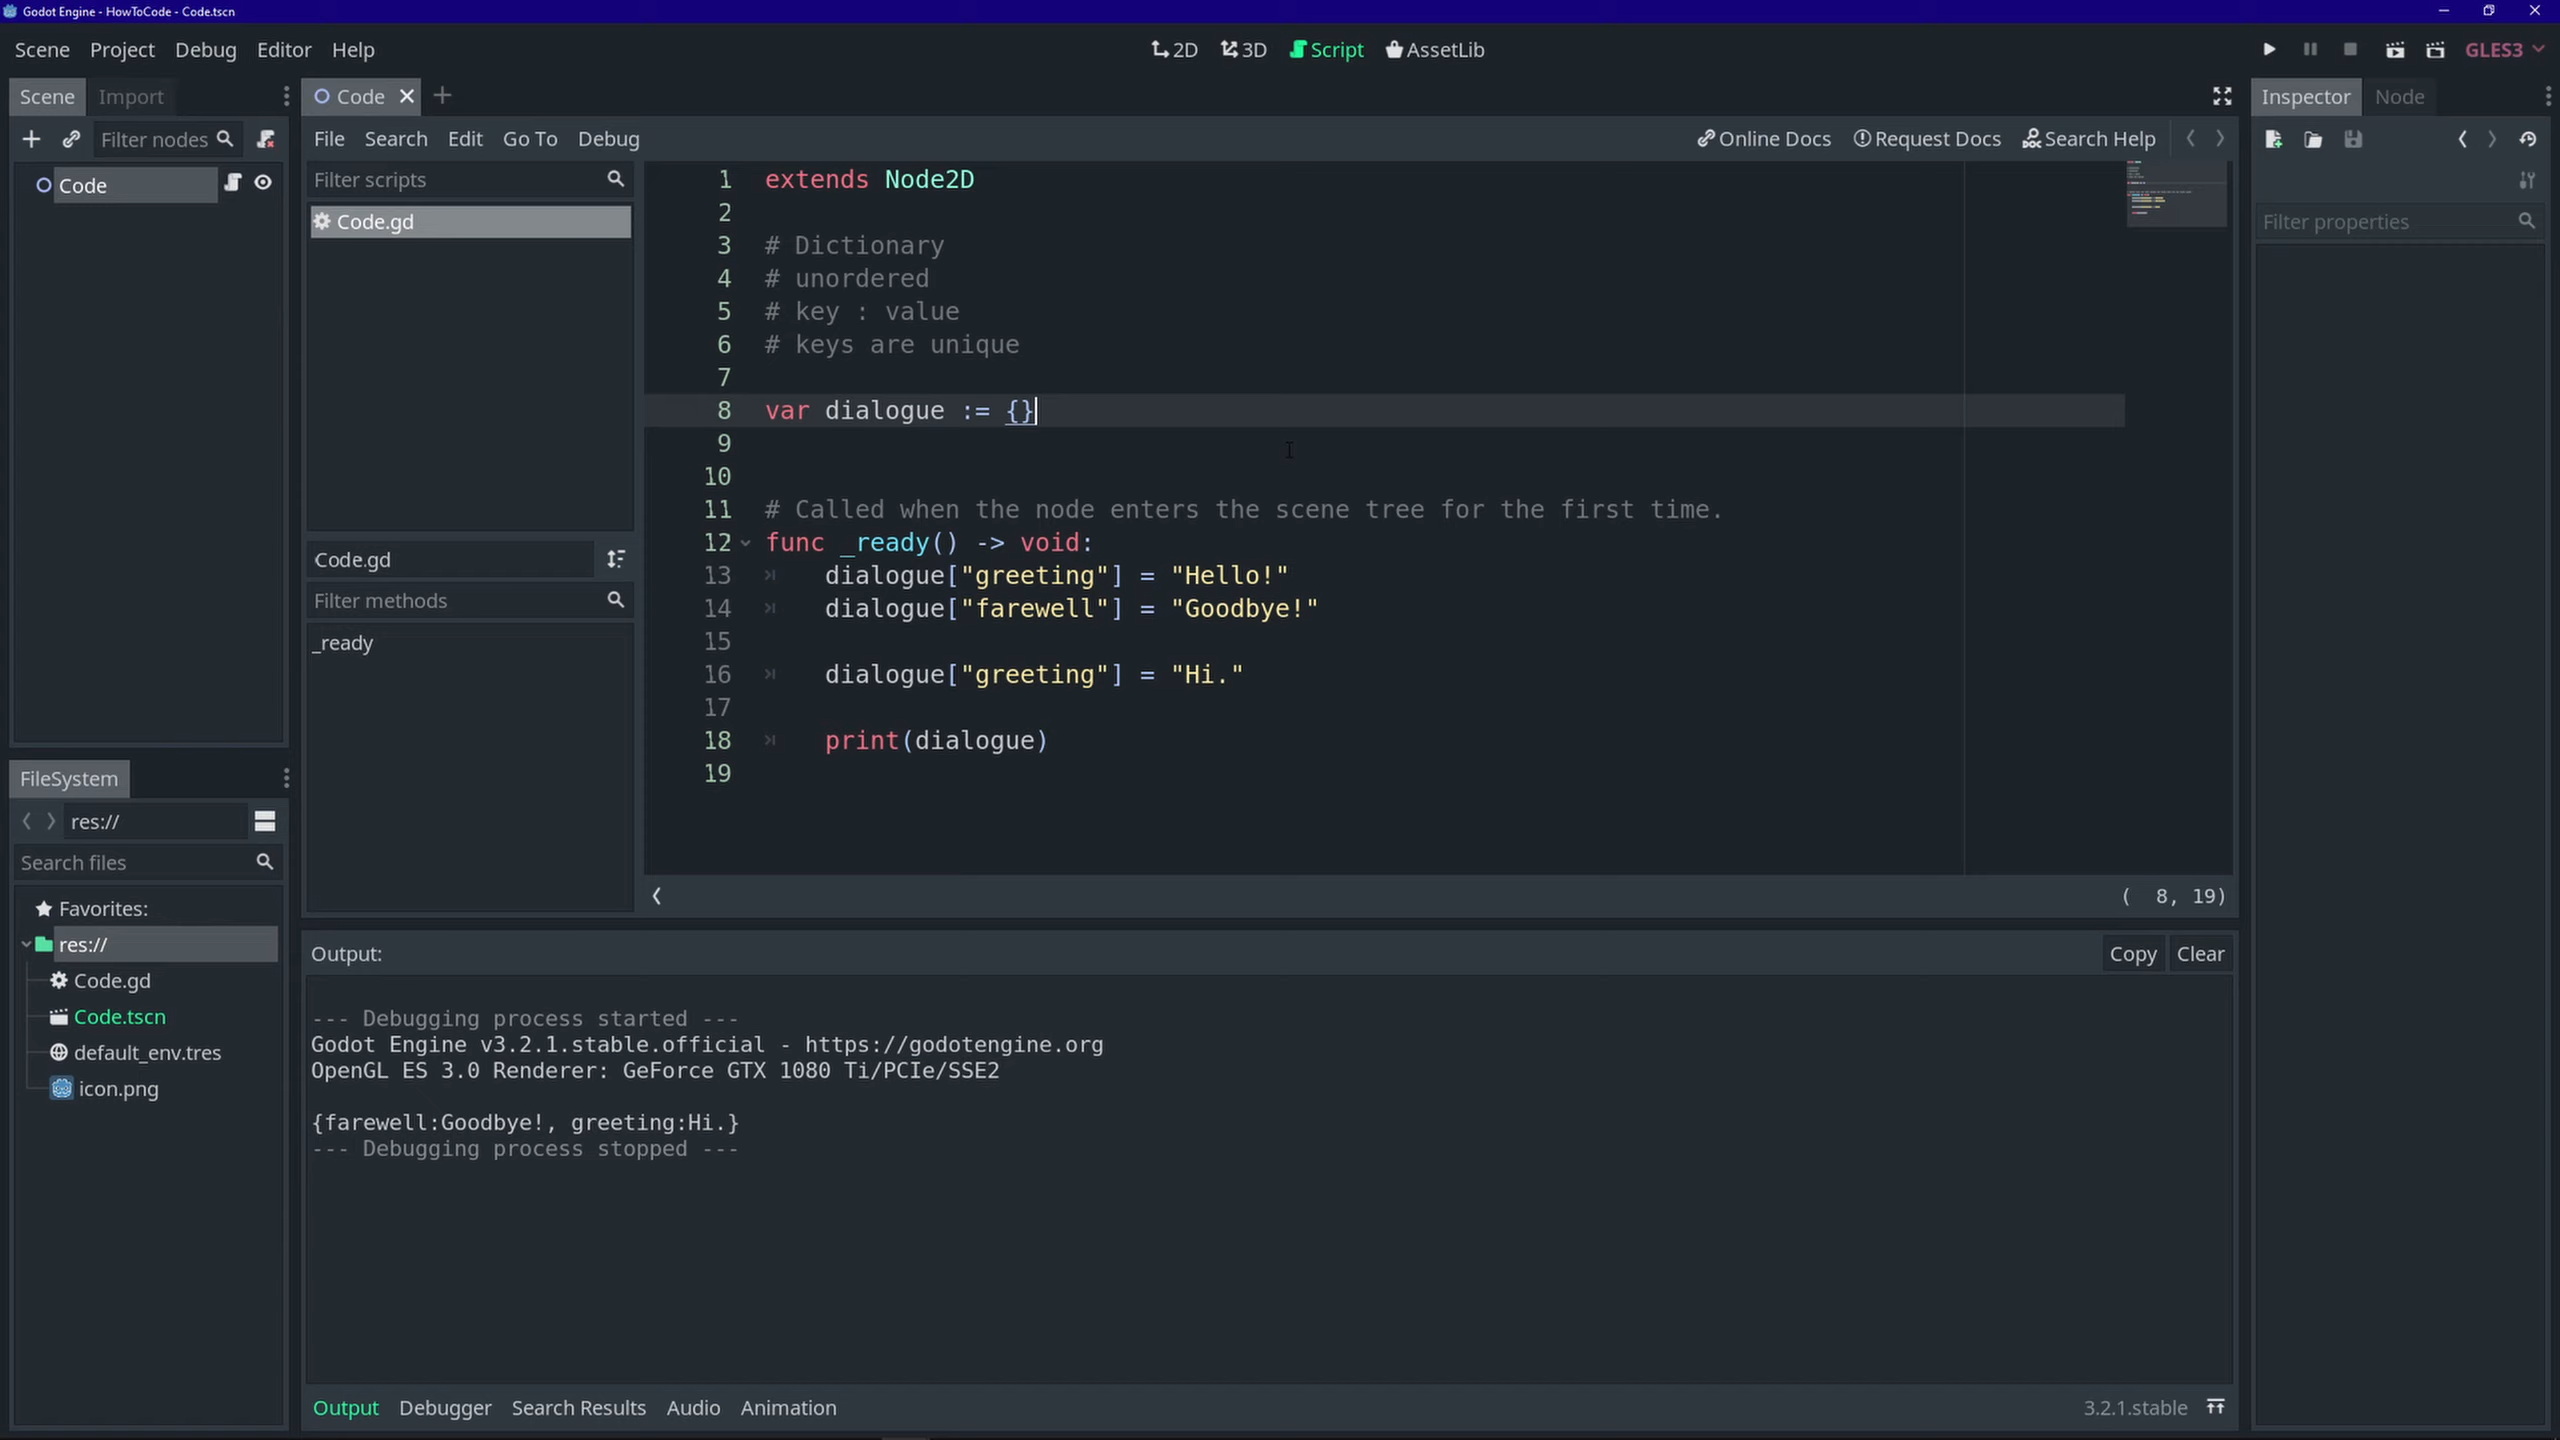 Godot Engine - HowToCode - Code.tscn
Scene Project Debug Editor Help
2D 3D Script AssetLib
GLES3
Scene Import
Code
Inspector Node
Filter nodes
File Search Edit Go To Debug
Online Docs Request Docs Search Help
Code
Filter scripts
Code.gd
Filter properties
1 extends Node2D
2
3 # Dictionary
4 # unordered
5 # key : value
6 # keys are unique
7
8 var dialogue := {}
9
10
11 # Called when the node enters the scene tree for the first time.
12 func _ready() -> void:
13 dialogue["greeting"] = "Hello!"
14 dialogue["farewell"] = "Goodbye!"
15
16 dialogue["greeting"] = "Hi."
17
18 print(dialogue)
19
Code.gd
Filter methods
_ready
( 8, 19)
FileSystem
res://
Search files
Favorites:
res://
Code.gd
Code.tscn
default_env.tres
icon.png
Output:
Copy Clear
--- Debugging process started ---
Godot Engine v3.2.1.stable.official - https://godotengine.org
OpenGL ES 3.0 Renderer: GeForce GTX 1080 Ti/PCIe/SSE2
{farewell:Goodbye!, greeting:Hi.}
--- Debugging process stopped ---
Output Debugger Search Results Audio Animation
3.2.1.stable